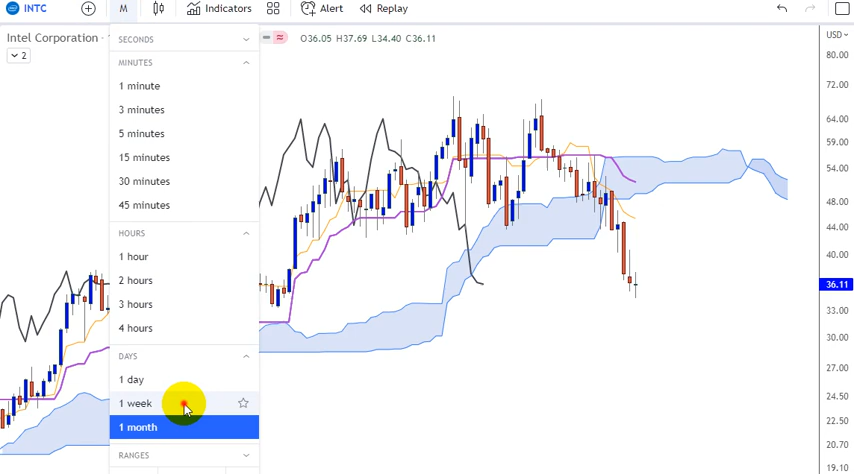 INTC M Indicators Alert Replay
Intel Corporation · O36.05 H37.69 L34.40 C36.11 USD
2
SECONDS
MINUTES
1 minute
3 minutes
5 minutes
15 minutes
30 minutes
45 minutes
HOURS
1 hour
2 hours
3 hours
4 hours
DAYS
1 day
1 week
1 month
RANGES
80.00
72.00
64.00
59.00
54.00
48.00
44.00
40.00
36.11
33.00
30.00
27.00
24.50
22.50
20.70
19.10